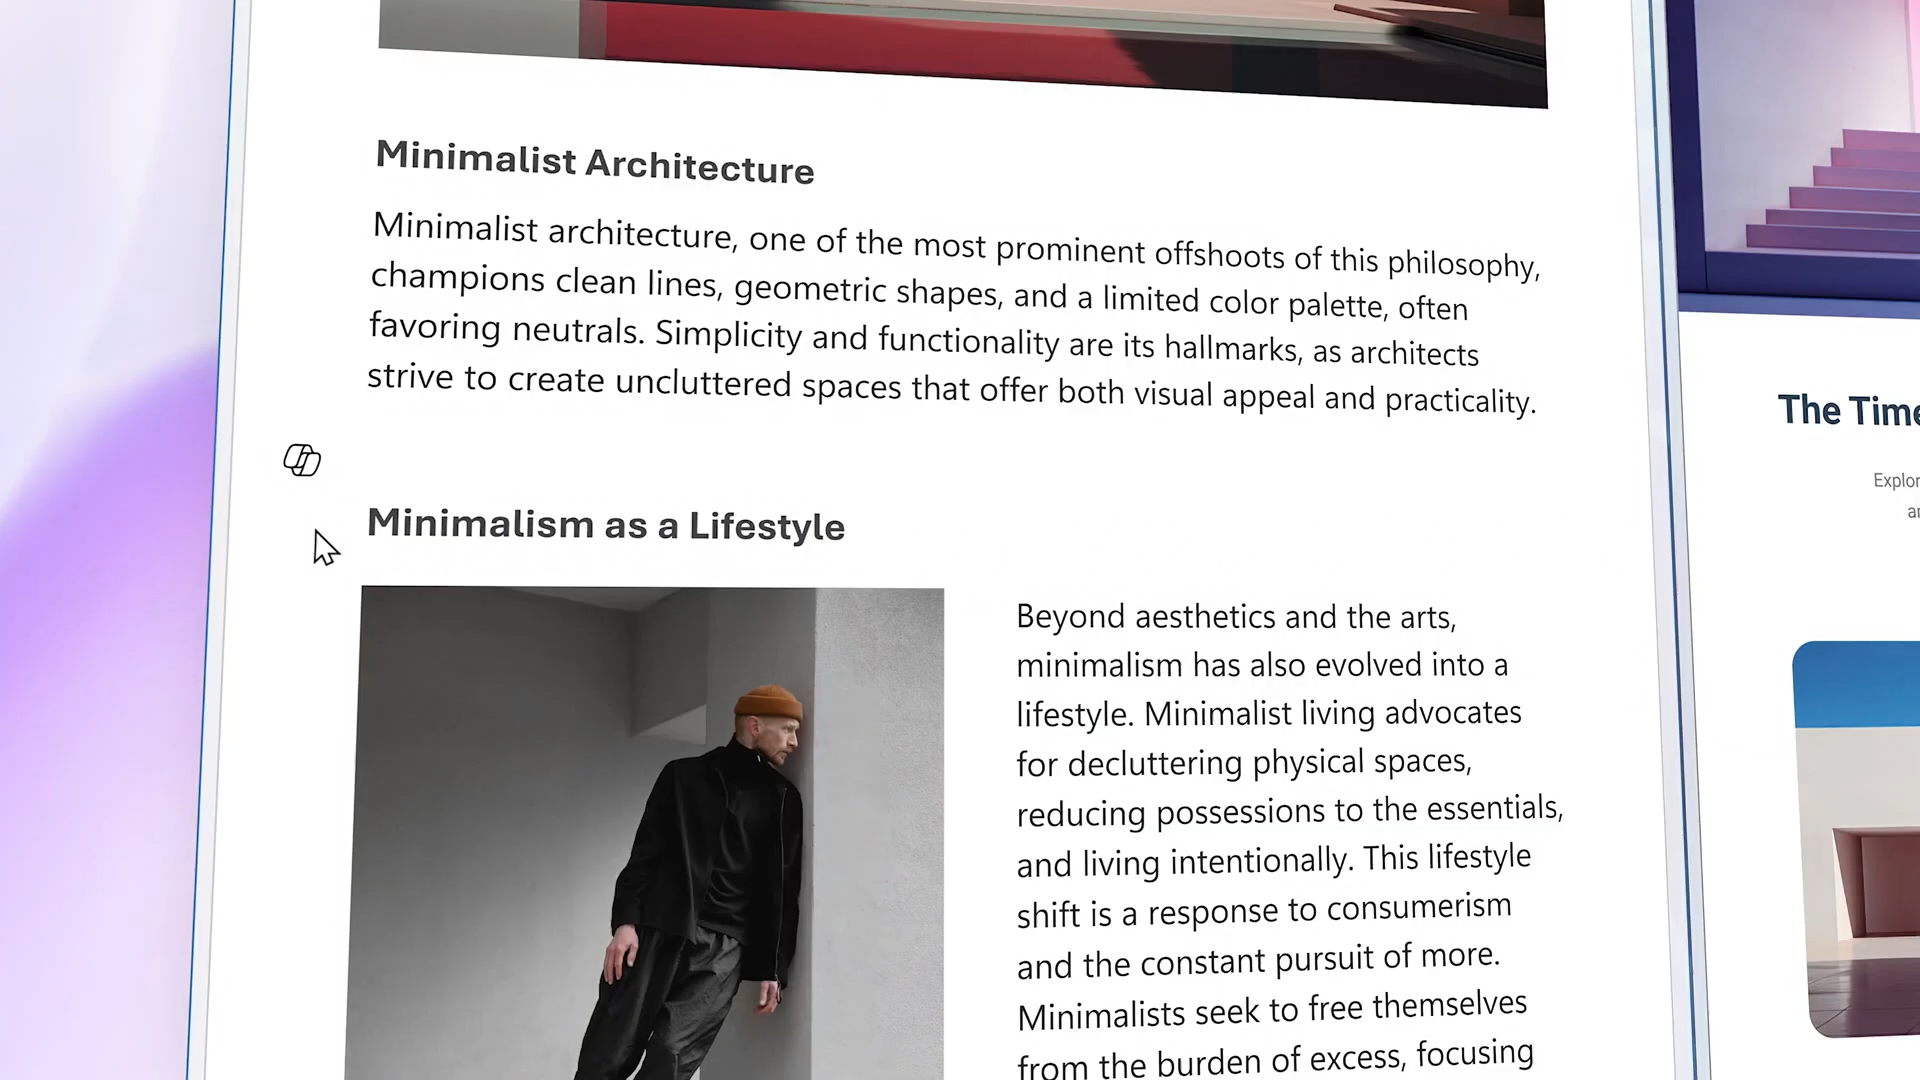 Minimalist Architecture
Minimalist architecture, one of the most prominent offshoots of this philosophy,
champions clean lines, geometric shapes, and a limited color palette, often
favoring neutrals. Simplicity and functionality are its hallmarks, as architects
strive to create uncluttered spaces that offer both visual appeal and practicality.
Minimalism as a Lifestyle
Beyond aesthetics and the arts,
minimalism has also evolved into a
lifestyle. Minimalist living advocates
for decluttering physical spaces,
reducing possessions to the essentials,
and living intentionally. This lifestyle
shift is a response to consumerism
and the constant pursuit of more.
Minimalists seek to free themselves
from the burden of excess, focusing
The